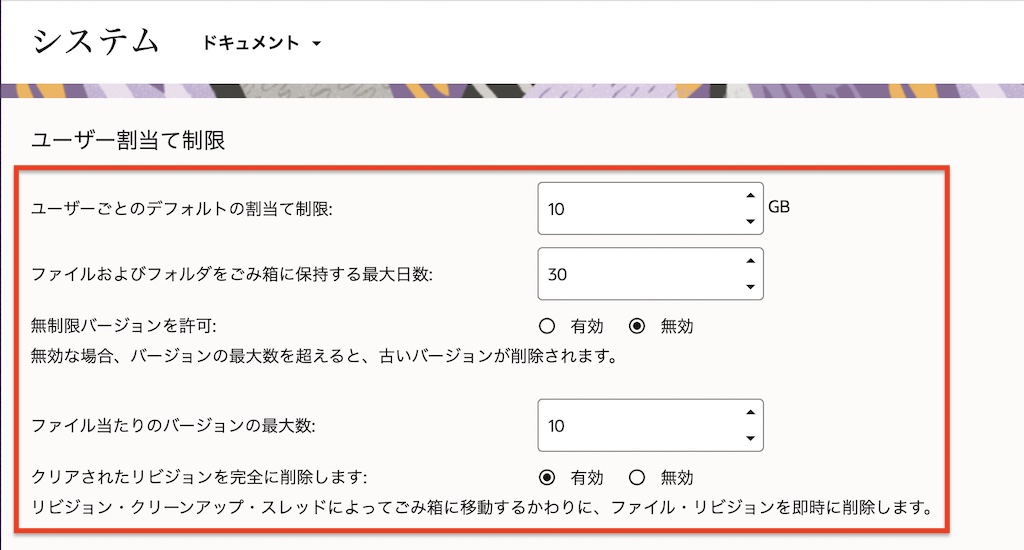 システム ドキュメント
ユーザー割当て制限
ユーザーごとのデフォルトの割当て制限: 10 GB
ファイルおよびフォルダをごみ箱に保持する最大日数: 30
無制限バージョンを許可: 有効 無効
無効な場合、バージョンの最大数を超えると、古いバージョンが削除されます。
ファイル当たりのバージョンの最大数: 10
クリアされたリビジョンを完全に削除します: 有効 無効
リビジョン・クリーンアップ・スレッドによってごみ箱に移動するかわりに、ファイル・リビジョンを即時に削除します。